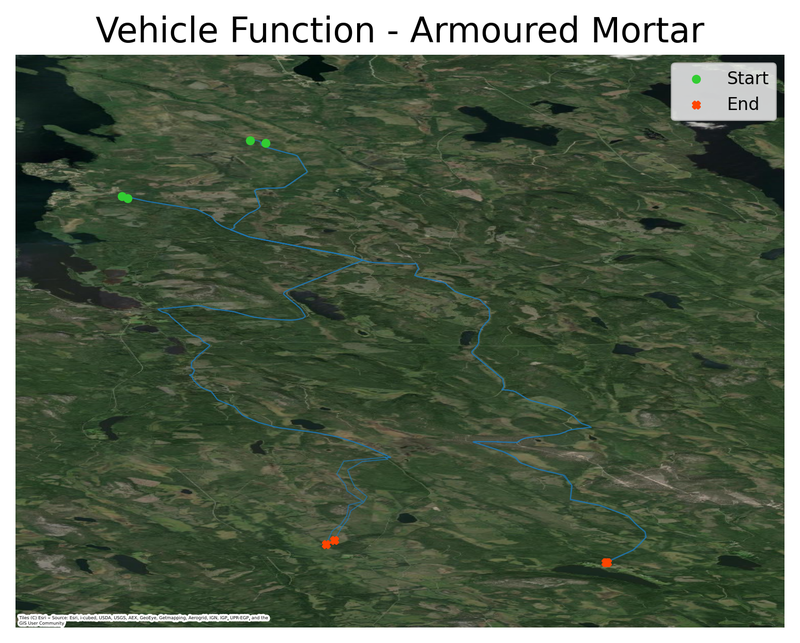 Vehicle Function - Armoured Mortar
Start
End
Tiles (C) Esri -- Source: Esri, i-cubed, USDA, USGS, AEX, GeoEye, Getmapping, Aerogrid, IGN, IGP, UPR-EGP, and the
GIS User Community